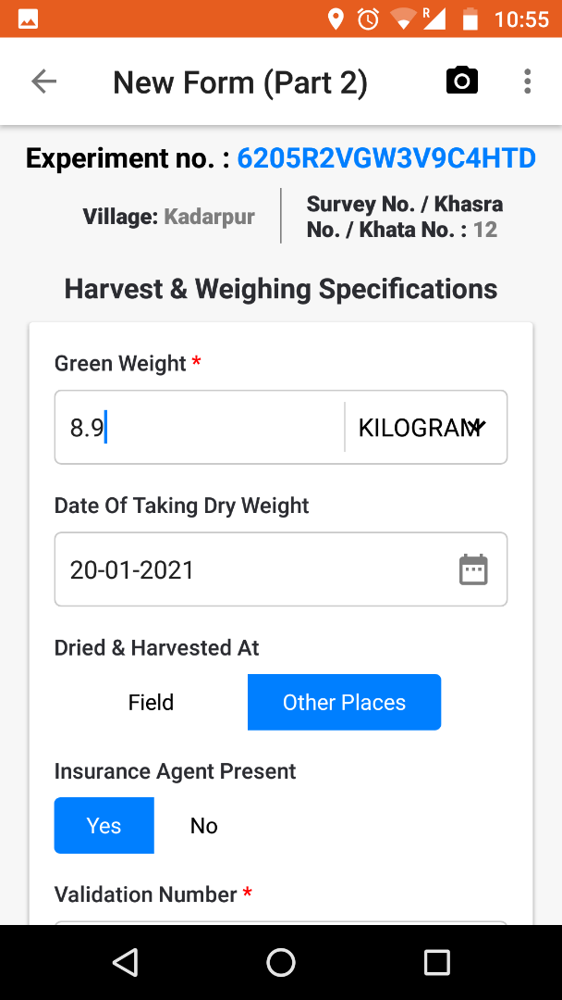 R
10:55
New Form (Part 2)
Experiment no. : 6205R2VGW3V9C4HTD
Village: Kadarpur
Survey No. / Khasra
No. / Khata No. : 12
Harvest & Weighing Specifications
Green Weight *
8.9
KILOGRAM
Date Of Taking Dry Weight
20-01-2021
Dried & Harvested At
Field
Other Places
Insurance Agent Present
Yes
No
Validation Number *